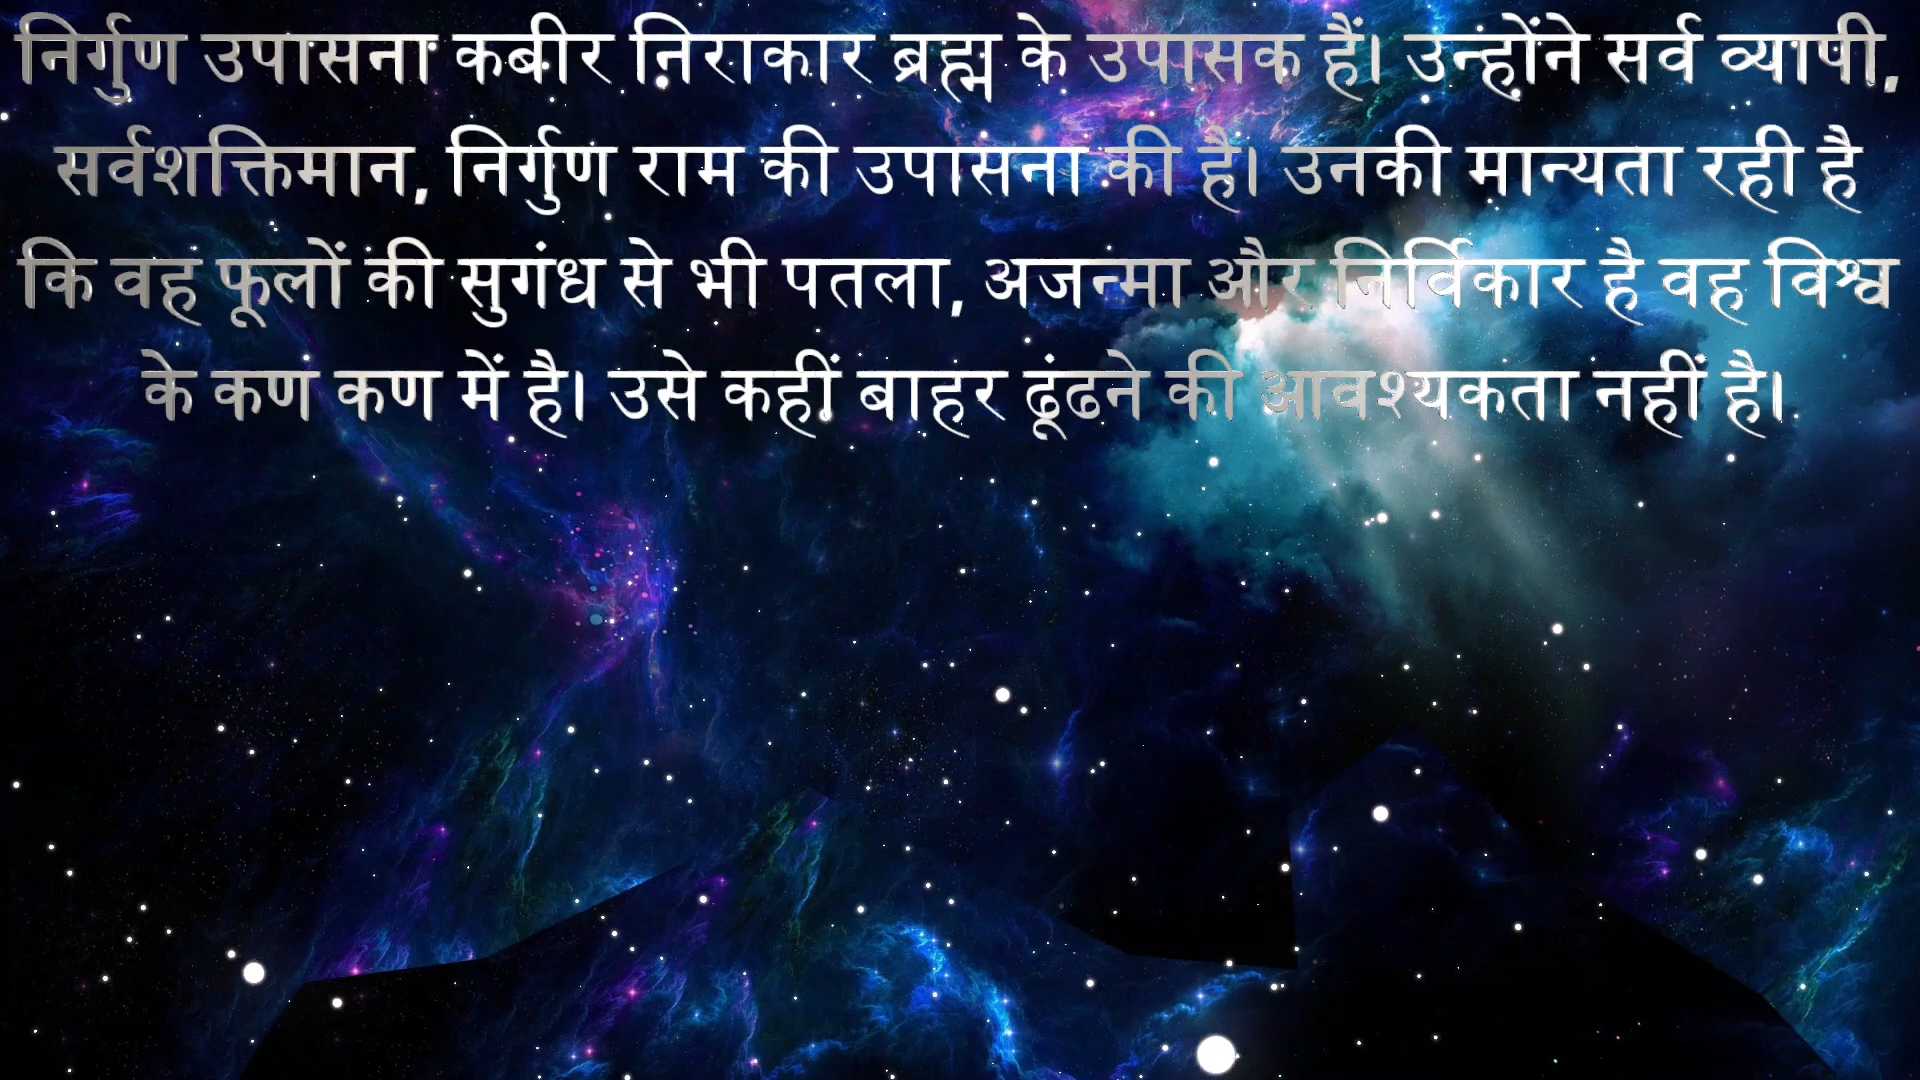 निर्गुण उपासना कबीर निराकार ब्रह्म के उपासक हैं। उन्होंने सर्व व्यापी,
सर्वशक्तिमान, निर्गुण राम की उपासना की है। उनकी मान्यता रही है
कि वह फूलों की सुगंध से भी पतला, अजन्मा और निर्विकार है वह विश्व
के कण कण में है। उसे कहीं बाहर ढूंढने की आवश्यकता नहीं है।